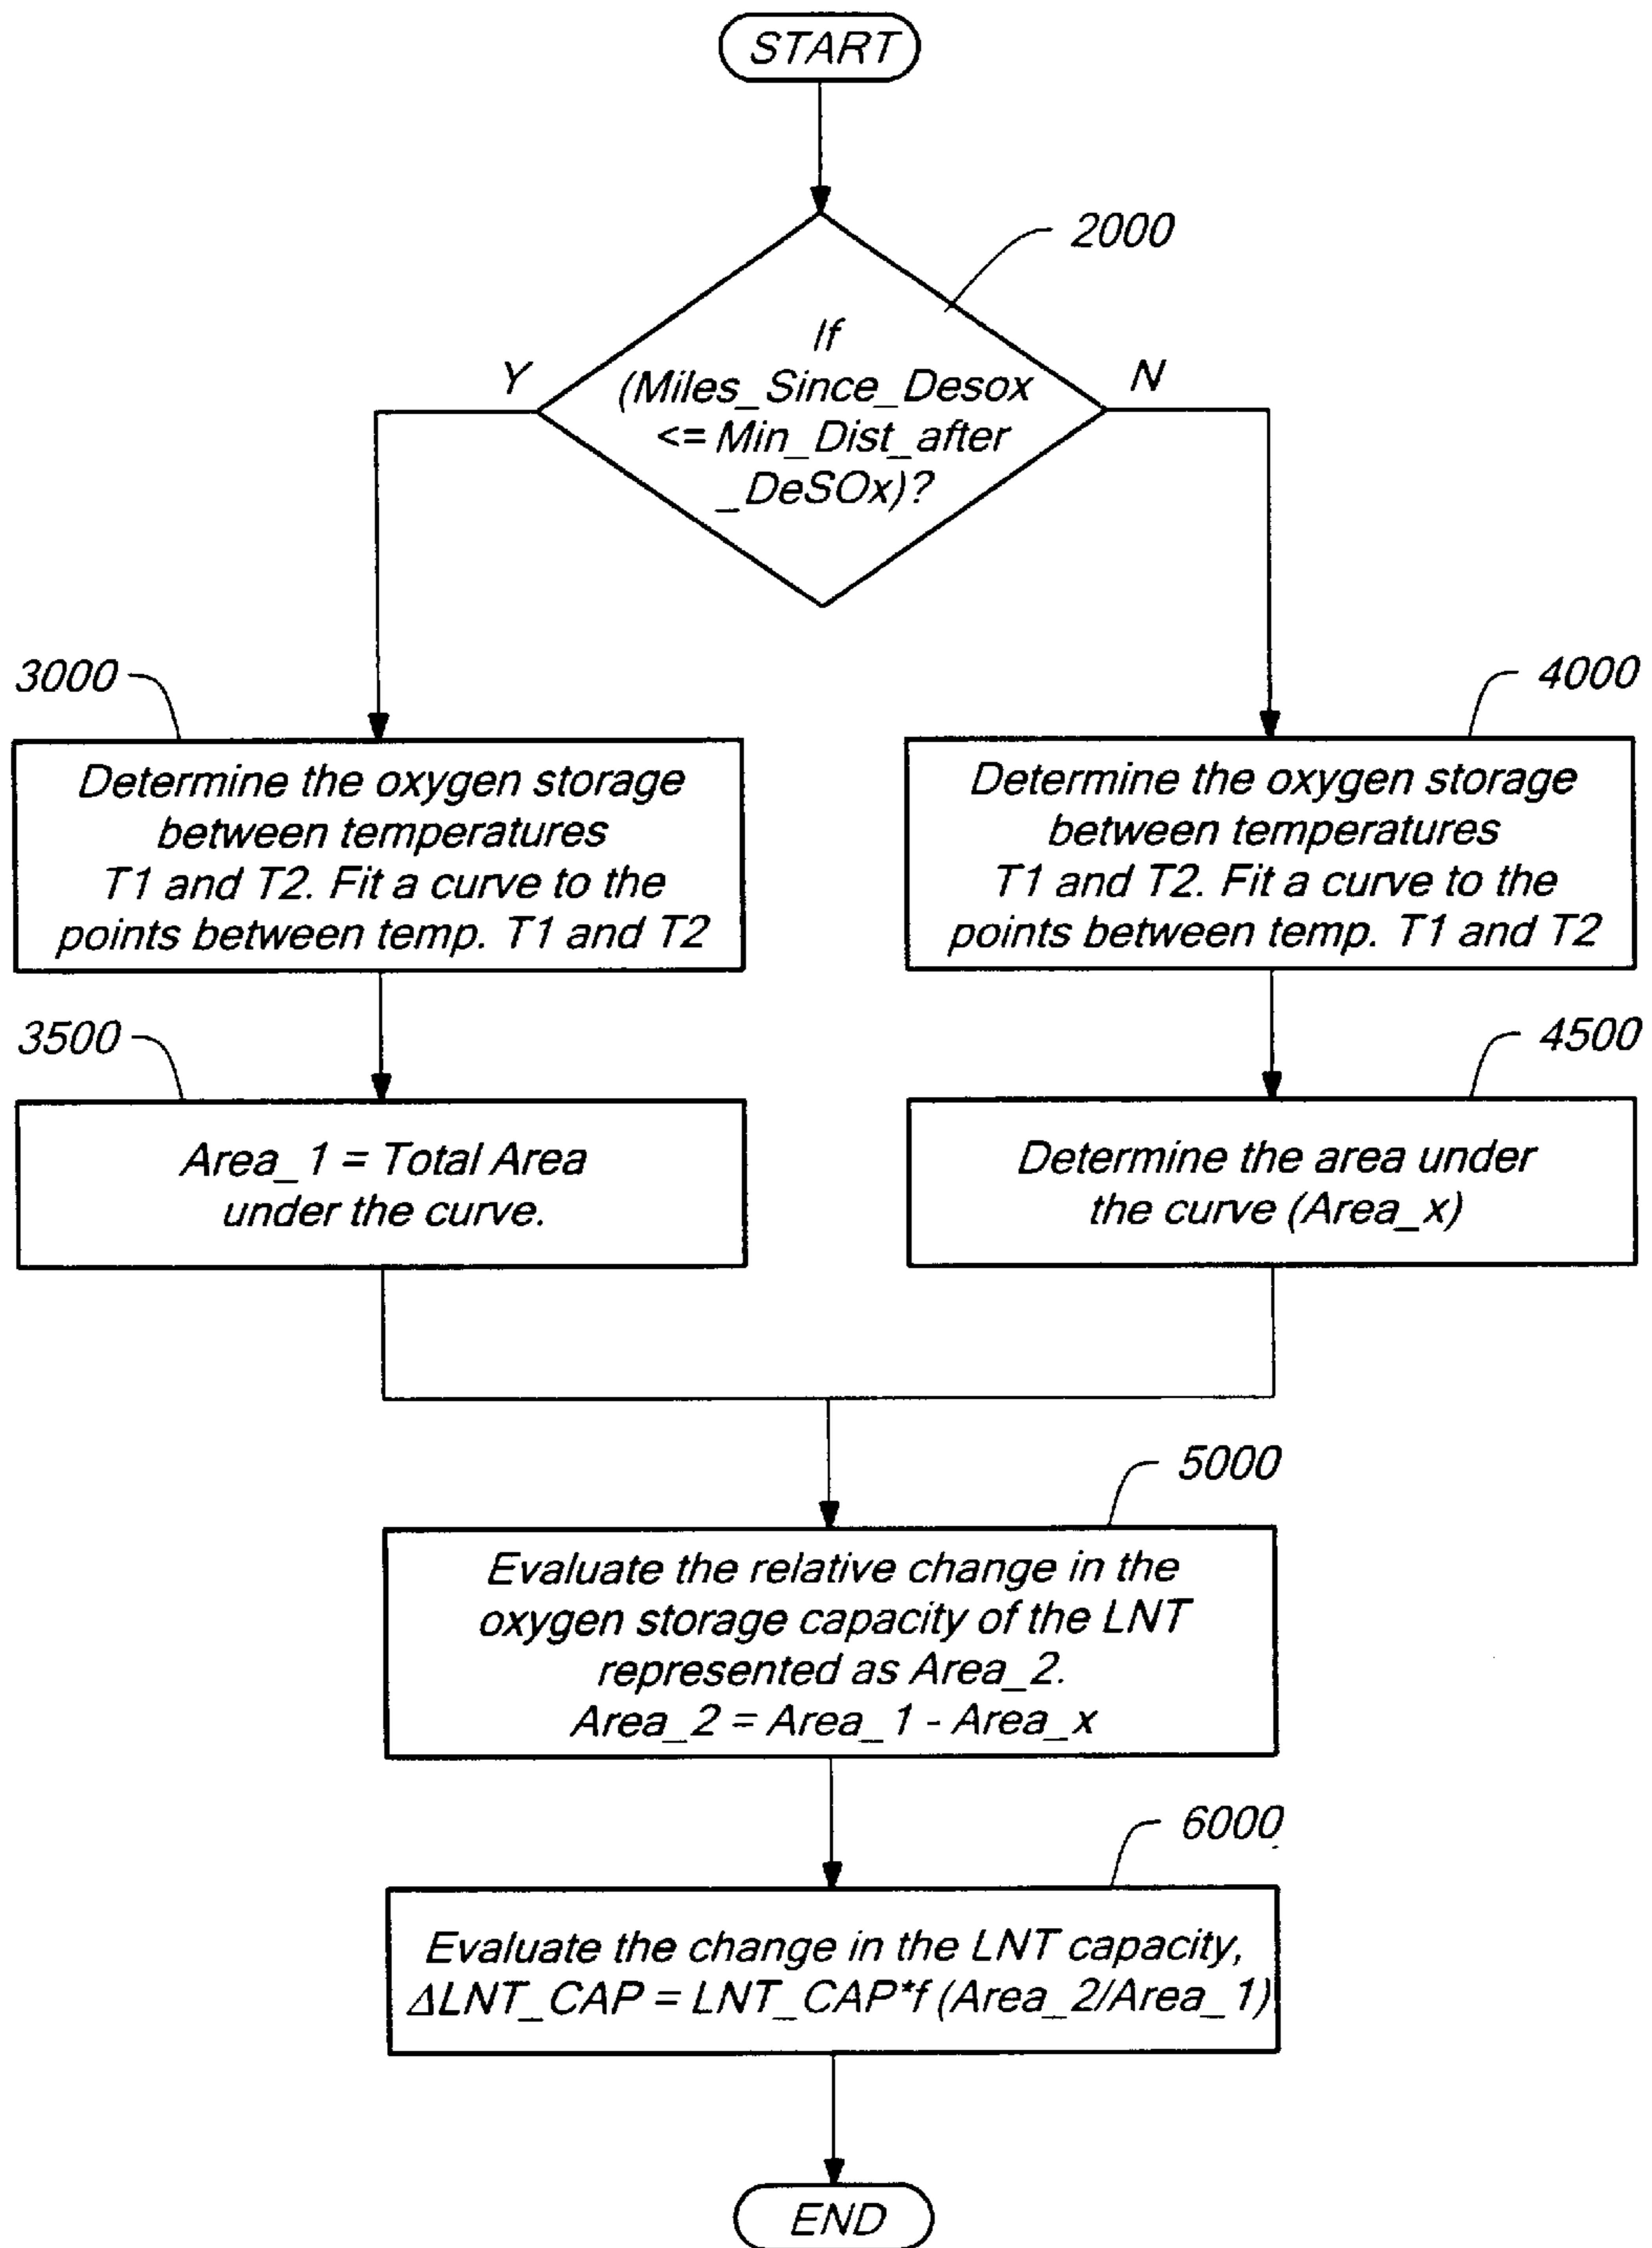 START
2000
If
(Miles_Since_Desox
<= Min_Dist_after
_DeSOx)?
Y
N
3000
Determine the oxygen storage
between temperatures
T1 and T2. Fit a curve to the
points between temp. T1 and T2
4000
Determine the oxygen storage
between temperatures
T1 and T2. Fit a curve to the
points between temp. T1 and T2
3500
Area_1 = Total Area
under the curve.
4500
Determine the area under
the curve (Area_x)
5000
Evaluate the relative change in the
oxygen storage capacity of the LNT
represented as Area_2.
Area_2 = Area_1 - Area_x
6000
Evaluate the change in the LNT capacity,
ΔLNT_CAP = LNT_CAP*f (Area_2/Area_1)
END